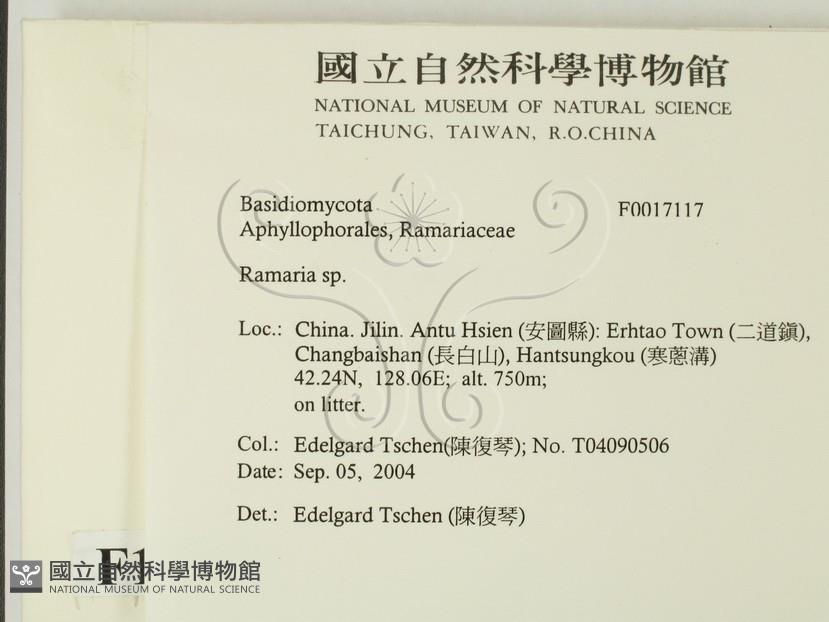 國立自然科學博物館
NATIONAL MUSEUM OF NATURAL SCIENCE
TAICHUNG, TAIWAN, R.O.CHINA
Basidiomycota F0017117
Aphyllophorales, Ramariaceae
Ramaria sp.
Loc.: China. Jilin. Antu Hsien (安圖縣): Erhtao Town (二道鎮),
Changbaishan (長白山), Hantsungkou (寒蔥溝)
42.24N, 128.06E; alt. 750m;
on litter.
Col.: Edelgard Tschen(陳復琴); No. T04090506
Date: Sep. 05, 2004
Det.: Edelgard Tschen (陳復琴)
國立自然科學博物館
NATIONAL MUSEUM OF NATURAL SCIENCE